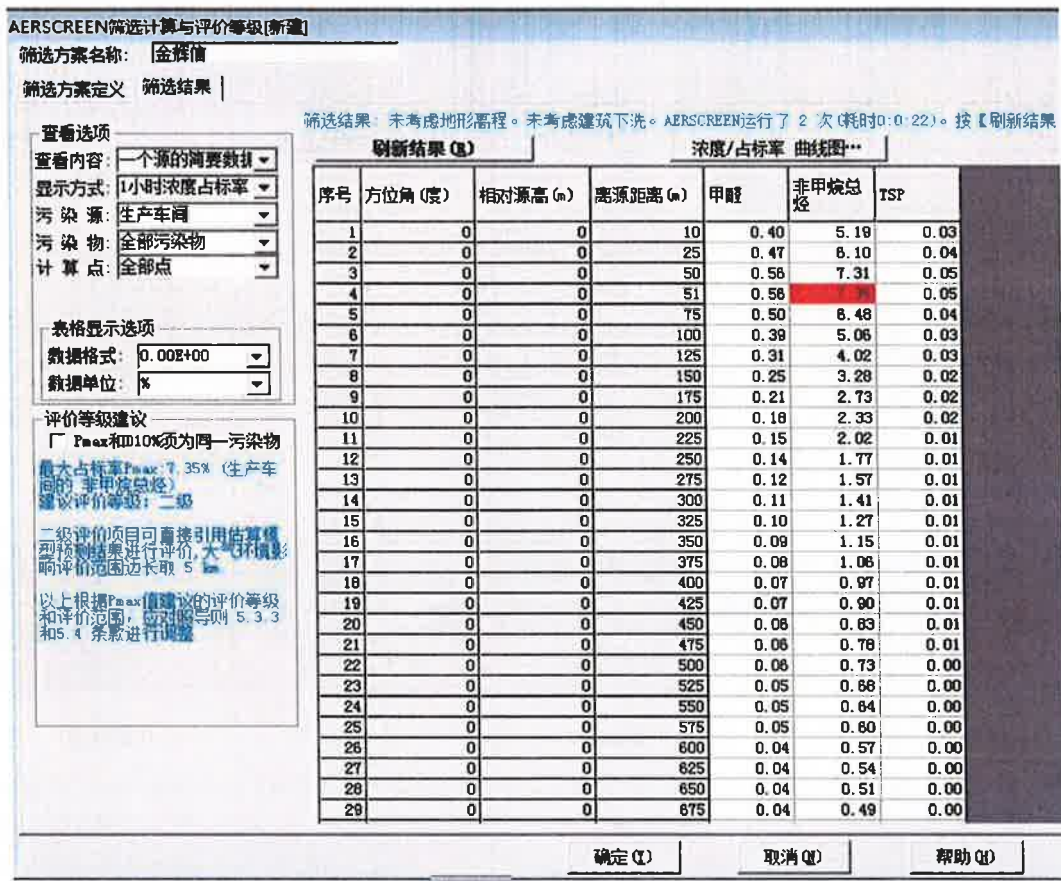 AERSCREEN筛选计算与评价等级[新建]
筛选方案名称： 金辉信
筛选方案定义 筛选结果
筛选结果：未考虑地形高程。未考虑建筑下洗。AERSCREEN运行了 2 次(耗时0:0:22)。按【刷新结果
刷新结果(R) 浓度/占标率 曲线图…
查看选项
查看内容：一个源的简要数据
显示方式：1小时浓度占标率
污 染 源：生产车间
污 染 物：全部污染物
计 算 点：全部点
表格显示选项
数据格式：0.00E+00
数据单位：%
评价等级建议
Pmax和D10%须为同一污染物
最大占标率Pmax:7.35% (生产车
间的 非甲烷总烃)
建议评价等级：二级
二级评价项目可直接引用估算模
型预测结果进行评价,大气环境影
响评价范围边长取 5 km
以上根据Pmax值建议的评价等级
和评价范围，应对照导则 5.3.3
和5.4 条款进行调整
序号 方位角(度) 相对源高(m) 离源距离(m) 甲醛 非甲烷总烃 TSP
1 0 0 10 0.40 5.19 0.03
2 0 0 25 0.47 6.10 0.04
3 0 0 50 0.56 7.31 0.05
4 0 0 51 0.56 7.35 0.05
5 0 0 75 0.50 6.48 0.04
6 0 0 100 0.39 5.06 0.03
7 0 0 125 0.31 4.02 0.03
8 0 0 150 0.25 3.28 0.02
9 0 0 175 0.21 2.73 0.02
10 0 0 200 0.18 2.33 0.02
11 0 0 225 0.15 2.02 0.01
12 0 0 250 0.14 1.77 0.01
13 0 0 275 0.12 1.57 0.01
14 0 0 300 0.11 1.41 0.01
15 0 0 325 0.10 1.27 0.01
16 0 0 350 0.09 1.15 0.01
17 0 0 375 0.08 1.06 0.01
18 0 0 400 0.07 0.97 0.01
19 0 0 425 0.07 0.90 0.01
20 0 0 450 0.06 0.83 0.01
21 0 0 475 0.06 0.78 0.01
22 0 0 500 0.06 0.73 0.00
23 0 0 525 0.05 0.68 0.00
24 0 0 550 0.05 0.64 0.00
25 0 0 575 0.05 0.60 0.00
26 0 0 600 0.04 0.57 0.00
27 0 0 625 0.04 0.54 0.00
28 0 0 650 0.04 0.51 0.00
29 0 0 675 0.04 0.49 0.00
确定(Y) 取消(N) 帮助(H)